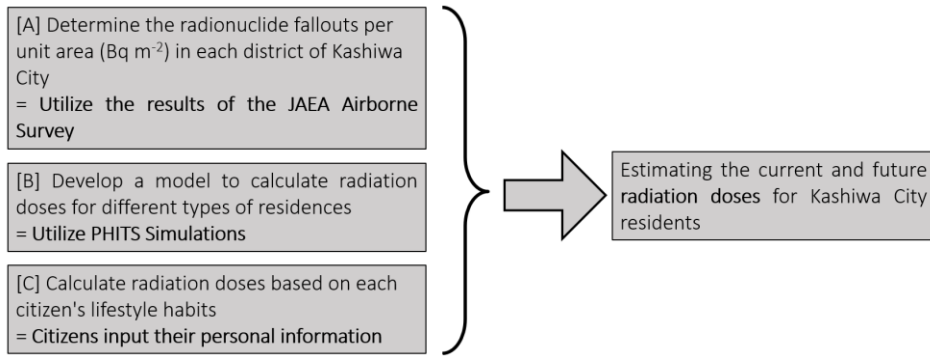 [A] Determine the radionuclide fallouts per
unit area (Bq m⁻²) in each district of Kashiwa
City
= Utilize the results of the JAEA Airborne
Survey
[B] Develop a model to calculate radiation
doses for different types of residences
= Utilize PHITS Simulations
[C] Calculate radiation doses based on each
citizen's lifestyle habits
= Citizens input their personal information
Estimating the current and future
radiation doses for Kashiwa City
residents